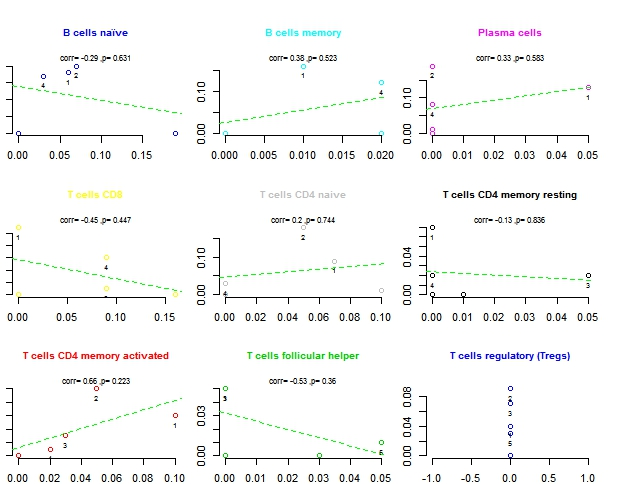 B cells naïve
B cells memory
Plasma cells
corr= -0.29 ,p= 0.631
corr= 0.38 ,p= 0.523
corr= 0.33 ,p= 0.583
4 1 2
1
4
0.00 0.10
2
4
1
0.00 0.10
0.00 0.05 0.10 0.15
0.000 0.005 0.010 0.015 0.020
0.00 0.01 0.02 0.03 0.04 0.05
T cells CD8
T cells CD4 naive
T cells CD4 memory resting
corr= -0.45 ,p= 0.447
corr= 0.2 ,p= 0.744
corr= -0.13 ,p= 0.836
1
4
2
1
0.00 0.10
1
4
3
0.00 0.04
0.00 0.05 0.10 0.15
0.00 0.02 0.04 0.06 0.08 0.10
0.00 0.01 0.02 0.03 0.04 0.05
T cells CD4 memory activated
T cells follicular helper
T cells regulatory (Tregs)
corr= 0.66 ,p= 0.223
corr= -0.53 ,p= 0.36
2
1
3
3
5
0.00 0.03
2
3
5
0.00 0.04 0.08
0.00 0.02 0.04 0.06 0.08 0.10
0.00 0.01 0.02 0.03 0.04 0.05
-1.0 -0.5 0.0 0.5 1.0